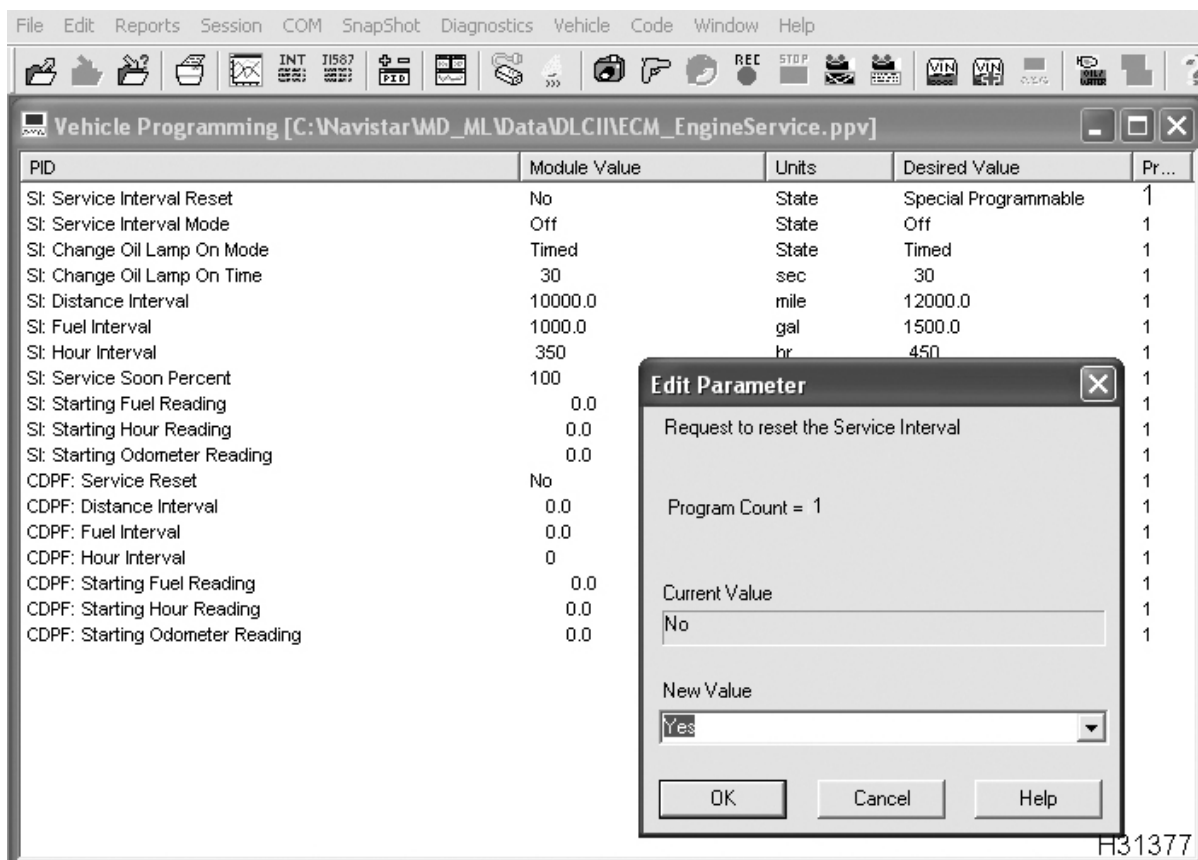 File Edit Reports Session COM SnapShot Diagnostics Vehicle Code Window Help
INT J1587 PID REC STOP VIN VIN OIL/ WATER
Vehicle Programming [C:\Navistar\MD_ML\Data\DLCII\ECM_EngineService.ppv]
PID Module Value Units Desired Value Pr...
SI: Service Interval Reset No State Special Programmable 1
SI: Service Interval Mode Off State Off 1
SI: Change Oil Lamp On Mode Timed State Timed 1
SI: Change Oil Lamp On Time 30 sec 30 1
SI: Distance Interval 10000.0 mile 12000.0 1
SI: Fuel Interval 1000.0 gal 1500.0 1
SI: Hour Interval 350 hr 450 1
SI: Service Soon Percent 100 1
SI: Starting Fuel Reading 0.0 1
SI: Starting Hour Reading 0.0 1
SI: Starting Odometer Reading 0.0 1
CDPF: Service Reset No 1
CDPF: Distance Interval 0.0 1
CDPF: Fuel Interval 0.0 1
CDPF: Hour Interval 0 1
CDPF: Starting Fuel Reading 0.0 1
CDPF: Starting Hour Reading 0.0 1
CDPF: Starting Odometer Reading 0.0 1
Edit Parameter
Request to reset the Service Interval
Program Count = 1
Current Value
No
New Value
Yes
OK Cancel Help
H31377